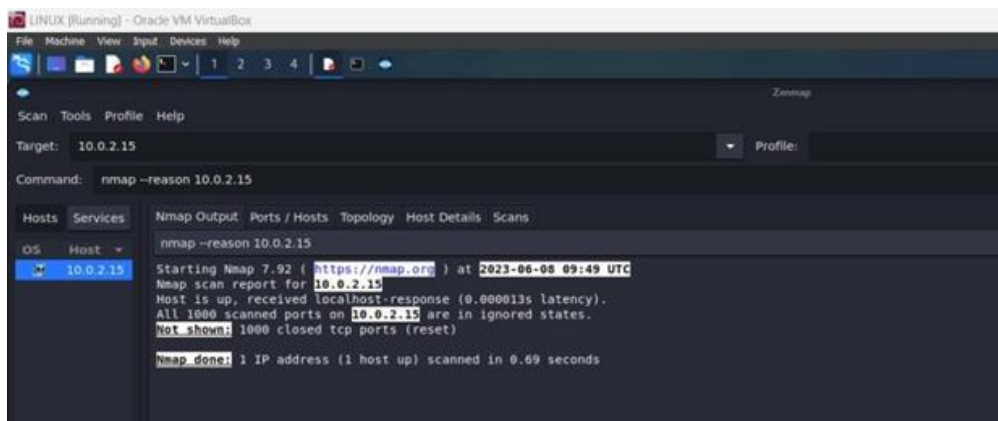 LINUX [Running] - Oracle VM VirtualBox
File Machine View Input Devices Help
1 2 3 4
Zenmap
Scan Tools Profile Help
Target: 10.0.2.15 Profile:
Command: nmap --reason 10.0.2.15
Hosts Services Nmap Output Ports / Hosts Topology Host Details Scans
OS Host nmap --reason 10.0.2.15
10.0.2.15
Starting Nmap 7.92 ( https://nmap.org ) at 2023-06-08 09:49 UTC
Nmap scan report for 10.0.2.15
Host is up, received localhost-response (0.000013s latency).
All 1000 scanned ports on 10.0.2.15 are in ignored states.
Not shown: 1000 closed tcp ports (reset)
Nmap done: 1 IP address (1 host up) scanned in 0.69 seconds